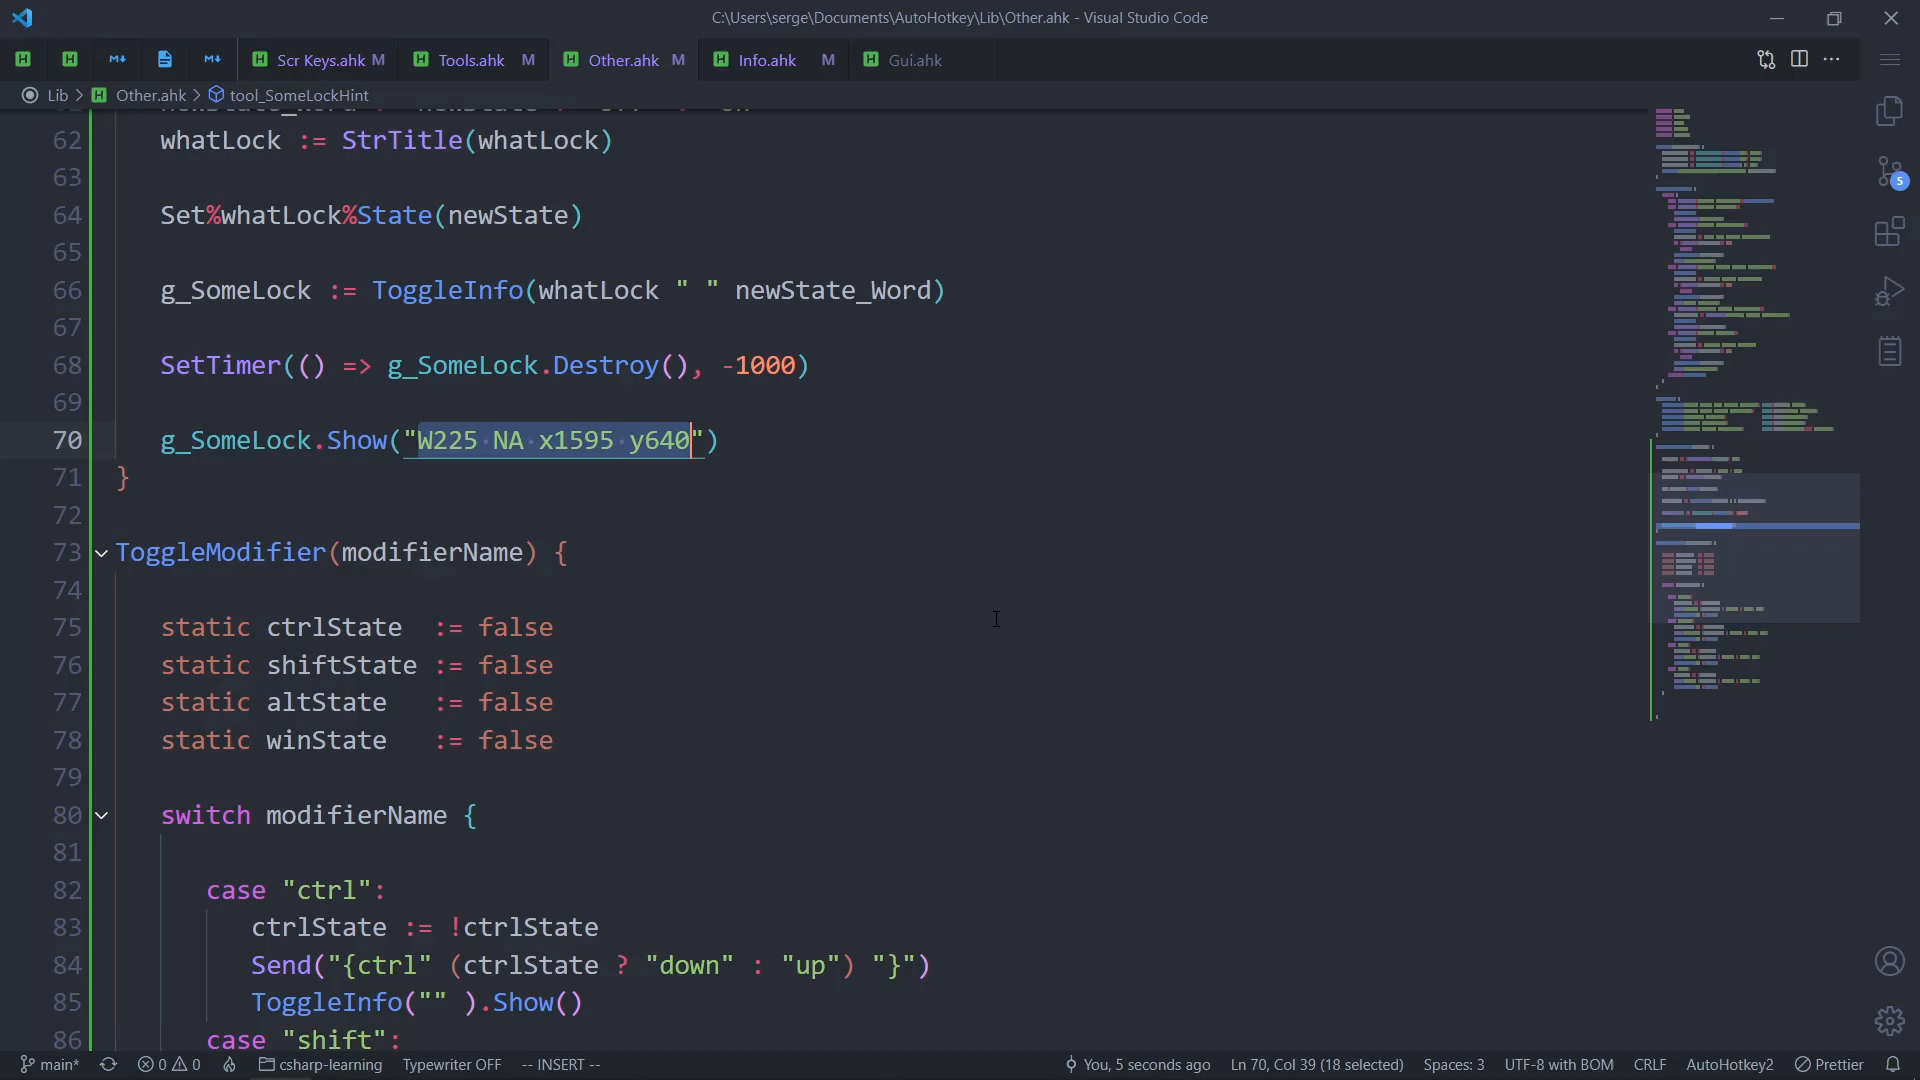 C:\Users\serge\Documents\AutoHotkey\Lib\Other.ahk - Visual Studio Code
Scr Keys.ahk M
Tools.ahk M
Other.ahk M
Info.ahk M
Gui.ahk
Lib > Other.ahk > tool_SomeLockHint
62 whatLock := StrTitle(whatLock)
63
64 Set%whatLock%State(newState)
65
66 g_SomeLock := ToggleInfo(whatLock " " newState_Word)
67
68 SetTimer(() => g_SomeLock.Destroy(), -1000)
69
70 g_SomeLock.Show("W225·NA·x1595·y640")
71 }
72
73 ToggleModifier(modifierName) {
74
75 static ctrlState := false
76 static shiftState := false
77 static altState := false
78 static winState := false
79
80 switch modifierName {
81
82 case "ctrl":
83 ctrlState := !ctrlState
84 Send("{ctrl" (ctrlState ? "down" : "up") "}")
85 ToggleInfo("" ).Show()
86 case "shift":
5
main* 0 0 csharp-learning Typewriter OFF -- INSERT -- You, 5 seconds ago Ln 70, Col 39 (18 selected) Spaces: 3 UTF-8 with BOM CRLF AutoHotkey2 Prettier